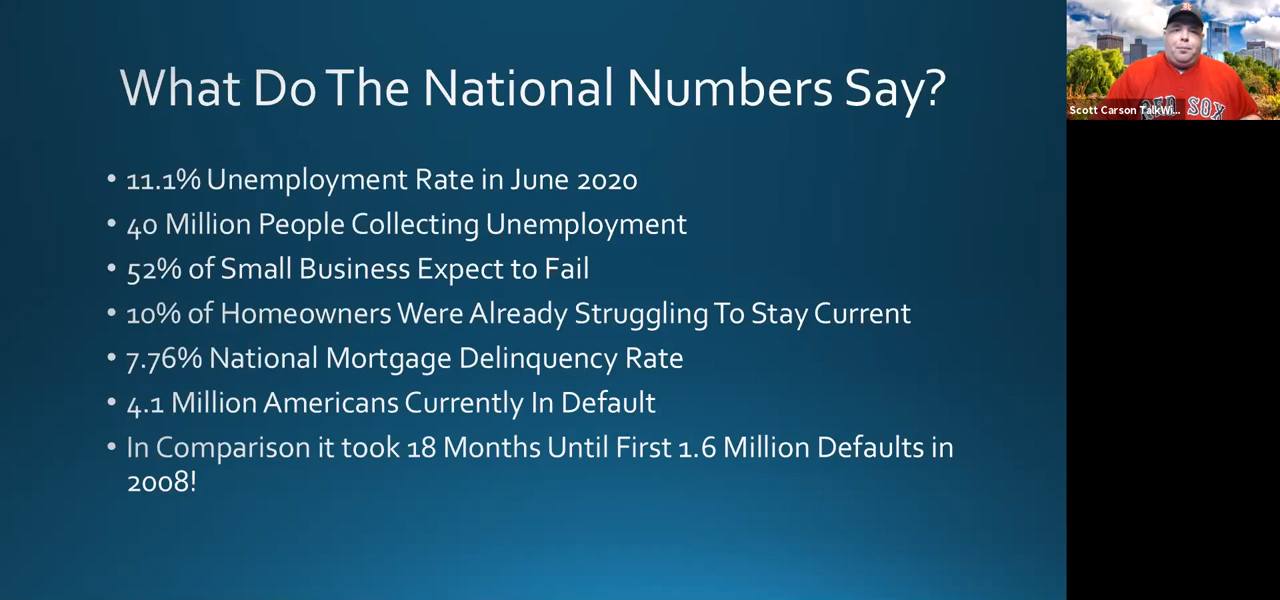 What Do The National Numbers Say?
• 11.1% Unemployment Rate in June 2020
• 40 Million People Collecting Unemployment
• 52% of Small Business Expect to Fail
• 10% of Homeowners Were Already Struggling To Stay Current
• 7.76% National Mortgage Delinquency Rate
• 4.1 Million Americans Currently In Default
• In Comparison it took 18 Months Until First 1.6 Million Defaults in
2008!
RED SOX
Scott Carson TalkWi...